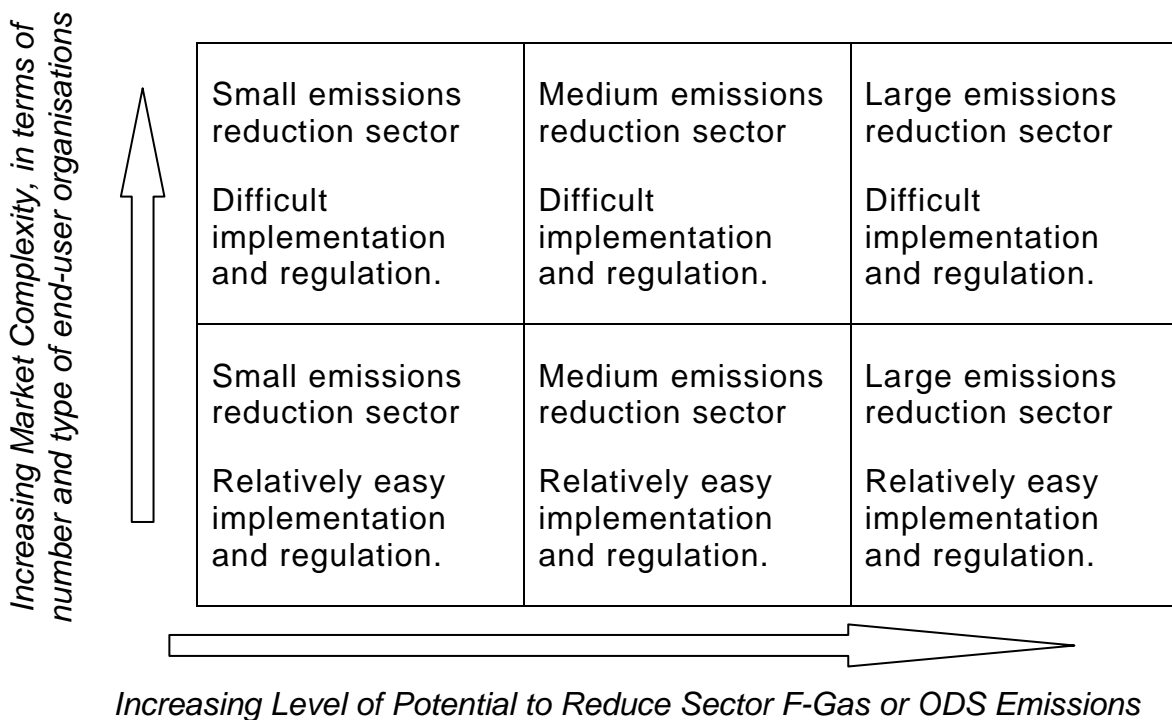 Increasing Market Complexity, in terms of
number and type of end-user organisations
Small emissions
reduction sector
Difficult
implementation
and regulation.
Medium emissions
reduction sector
Difficult
implementation
and regulation.
Large emissions
reduction sector
Difficult
implementation
and regulation.
Small emissions
reduction sector
Relatively easy
implementation
and regulation.
Medium emissions
reduction sector
Relatively easy
implementation
and regulation.
Large emissions
reduction sector
Relatively easy
implementation
and regulation.
Increasing Level of Potential to Reduce Sector F-Gas or ODS Emissions